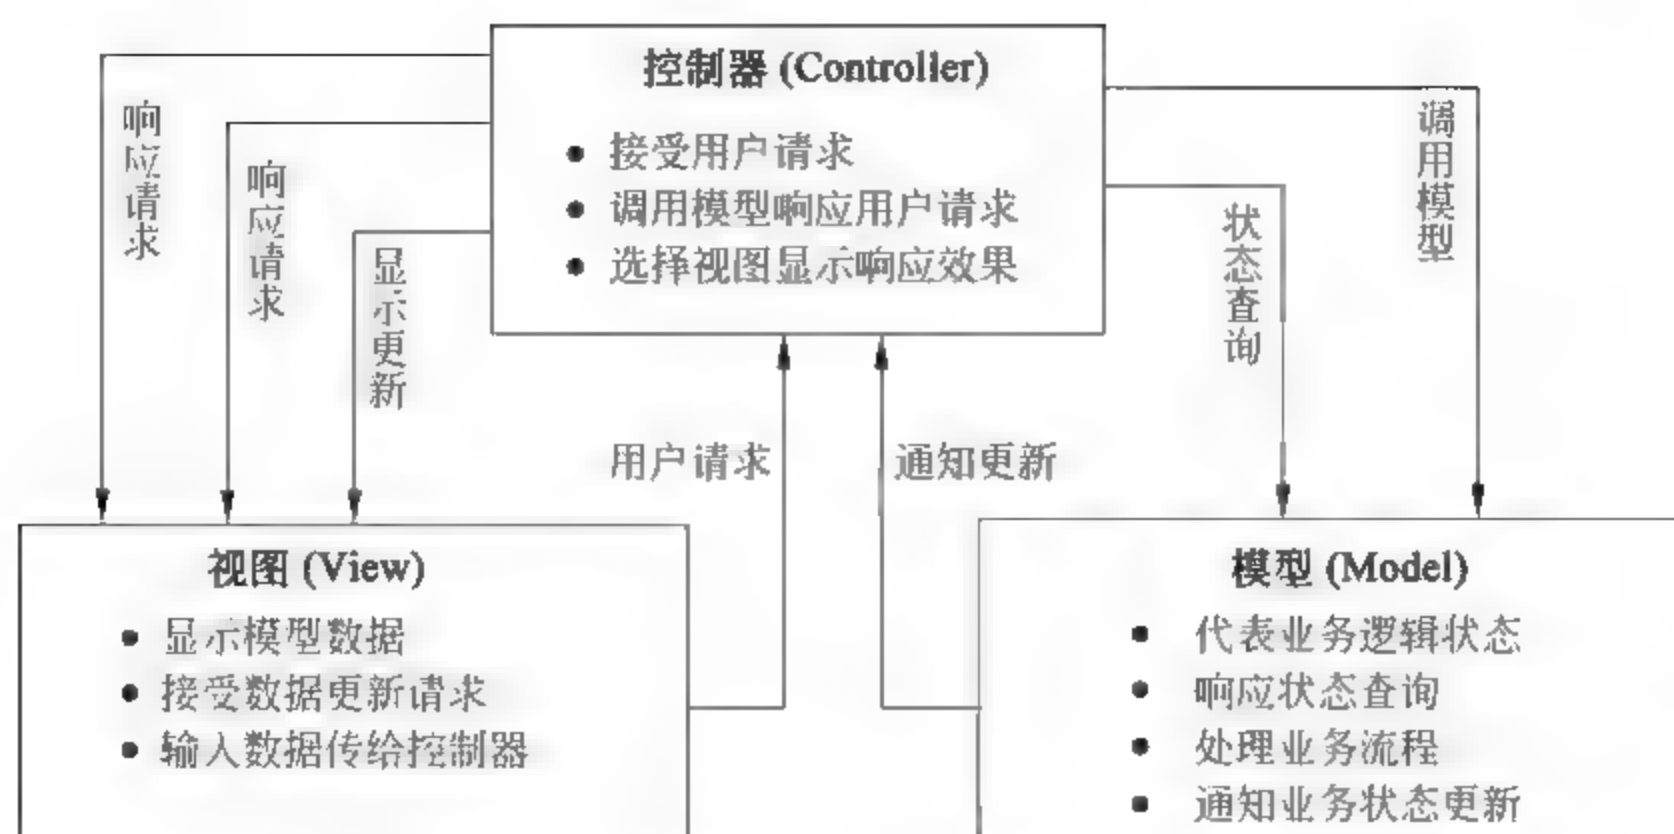 控制器 (Controller)
• 接受用户请求
• 调用模型响应用户请求
• 选择视图显示响应效果
响应请求
响应请求
显示更新
状态查询
调用模型
用户请求
通知更新
视图 (View)
• 显示模型数据
• 接受数据更新请求
• 输入数据传给控制器
模型 (Model)
• 代表业务逻辑状态
• 响应状态查询
• 处理业务流程
• 通知业务状态更新